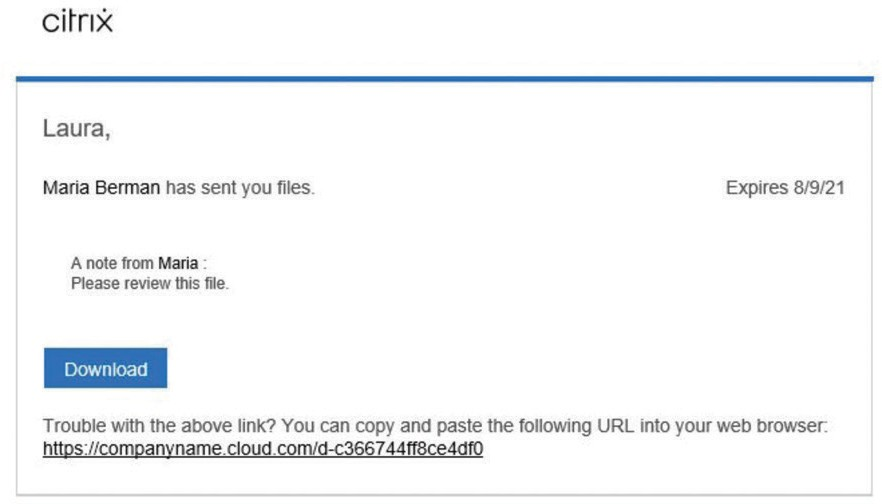 citrix
Laura,
Maria Berman has sent you files. Expires 8/9/21
A note from Maria :
Please review this file.
Download
Trouble with the above link? You can copy and paste the following URL into your web browser:
https://companyname.cloud.com/d-c366744ff8ce4df0